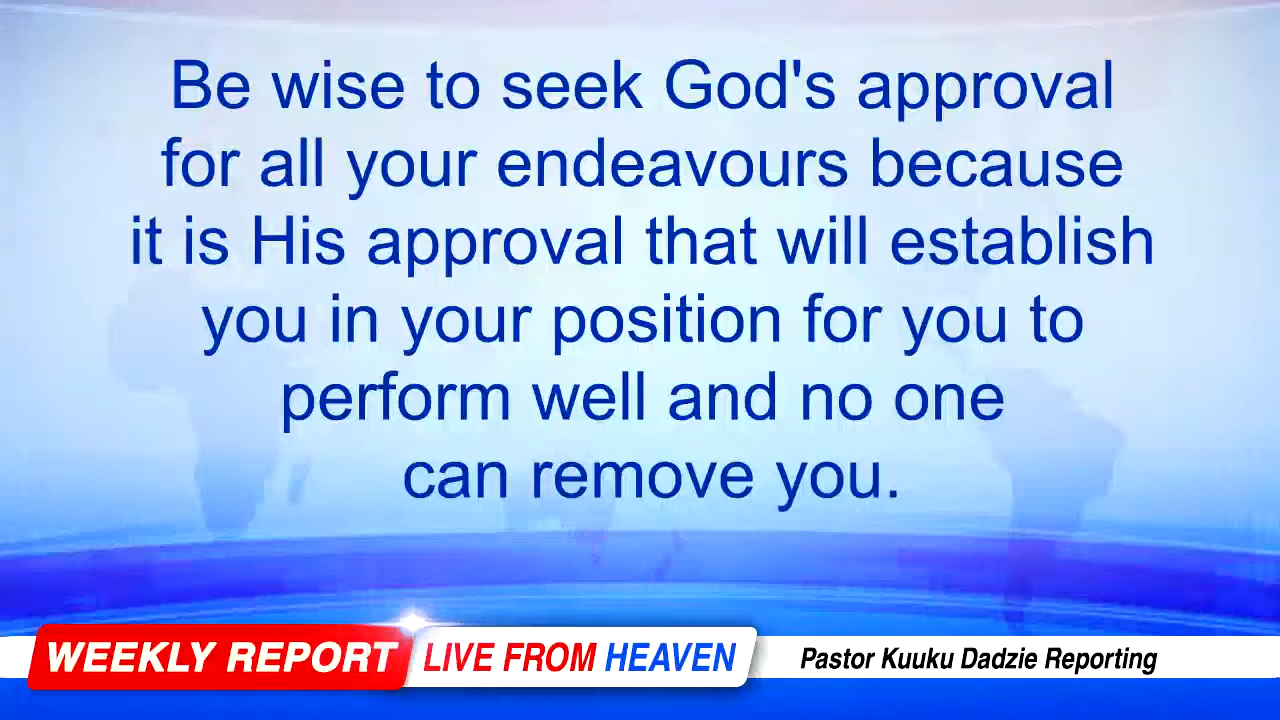 Be wise to seek God's approval
for all your endeavours because
it is His approval that will establish
you in your position for you to
perform well and no one
can remove you.
WEEKLY REPORT LIVE FROM HEAVEN Pastor Kuuku Dadzie Reporting